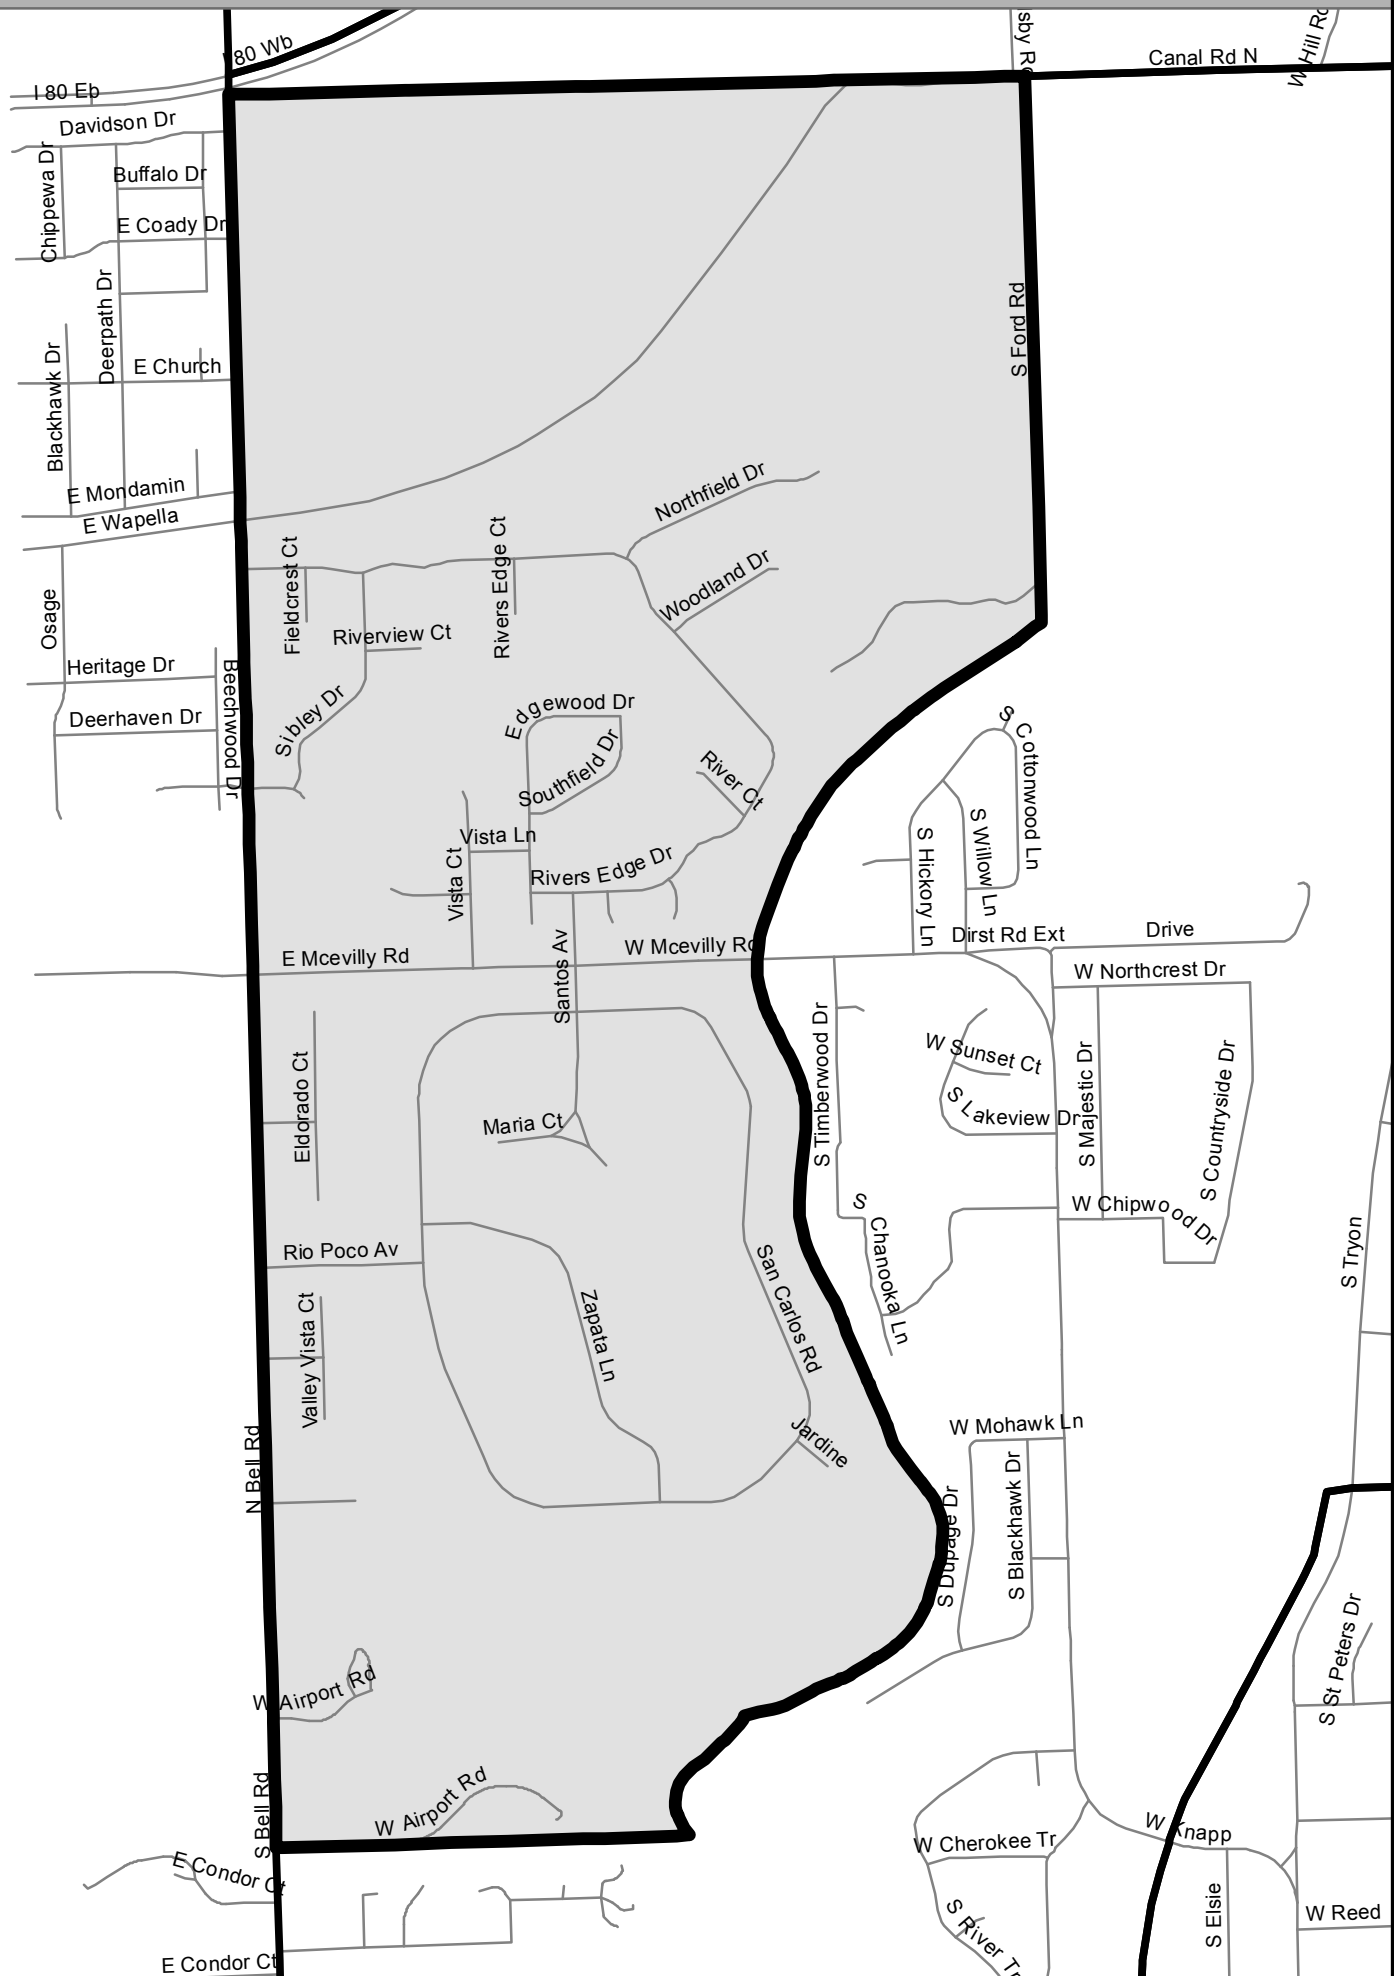 I 80 Wb
sby Rd
Canal Rd N
W Hill Rd
I 80 Eb
Davidson Dr
Chippewa Dr
Buffalo Dr
E Coady Dr
Deerpath Dr
S Ford Rd
Blackhawk Dr
E Church
E Mondamin
E Wapella
Northfield Dr
Fieldcrest Ct
Rivers Edge Ct
Woodland Dr
Osage
Riverview Ct
Heritage Dr
Beechwood Dr
Deerhaven Dr
Sibley Dr
Edgewood Dr
Southfield Dr
River Ct
S Cottonwood Ln
Vista Ln
Vista Ct
S Hickory Ln
S Willow Ln
Rivers Edge Dr
E Mcevilly Rd
Santos Av
W Mcevilly Rd
Dirst Rd Ext
Drive
W Northcrest Dr
S Timberwood Dr
W Sunset Ct
S Lakeview Dr
S Majestic Dr
S Countryside Dr
Eldorado Ct
Maria Ct
S Chanooka Ln
W Chipwood Dr
S Tryon
Rio Poco Av
San Carlos Rd
Valley Vista Ct
Zapata Ln
Jardine
N Bell Rd
W Mohawk Ln
S Dupage Dr
S Blackhawk Dr
S St Peters Dr
W Airport Rd
S Bell Rd
W Airport Rd
W Knapp
W Cherokee Tr
E Condor Ct
S River Tr
S Elsie
W Reed
E Condor Ct